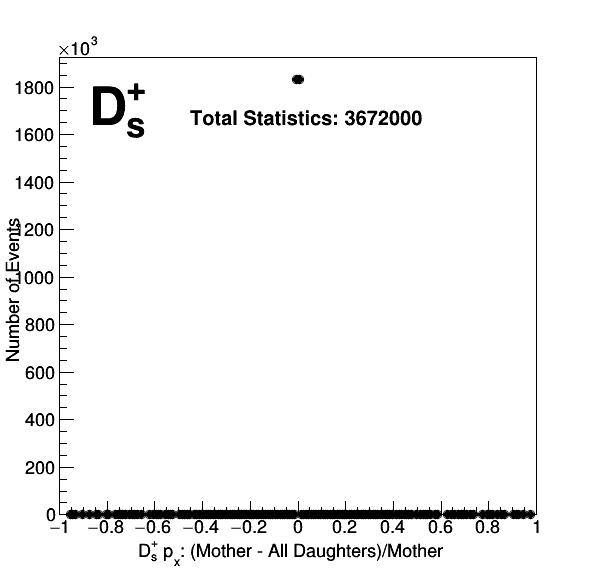 ×10³
D⁺ₛ
Total Statistics: 3672000
1800
1600
1400
1200
1000
800
600
400
200
0
Number of Events
−1 −0.8 −0.6 −0.4 −0.2 0 0.2 0.4 0.6 0.8 1
D⁺ₛ pₓ: (Mother - All Daughters)/Mother